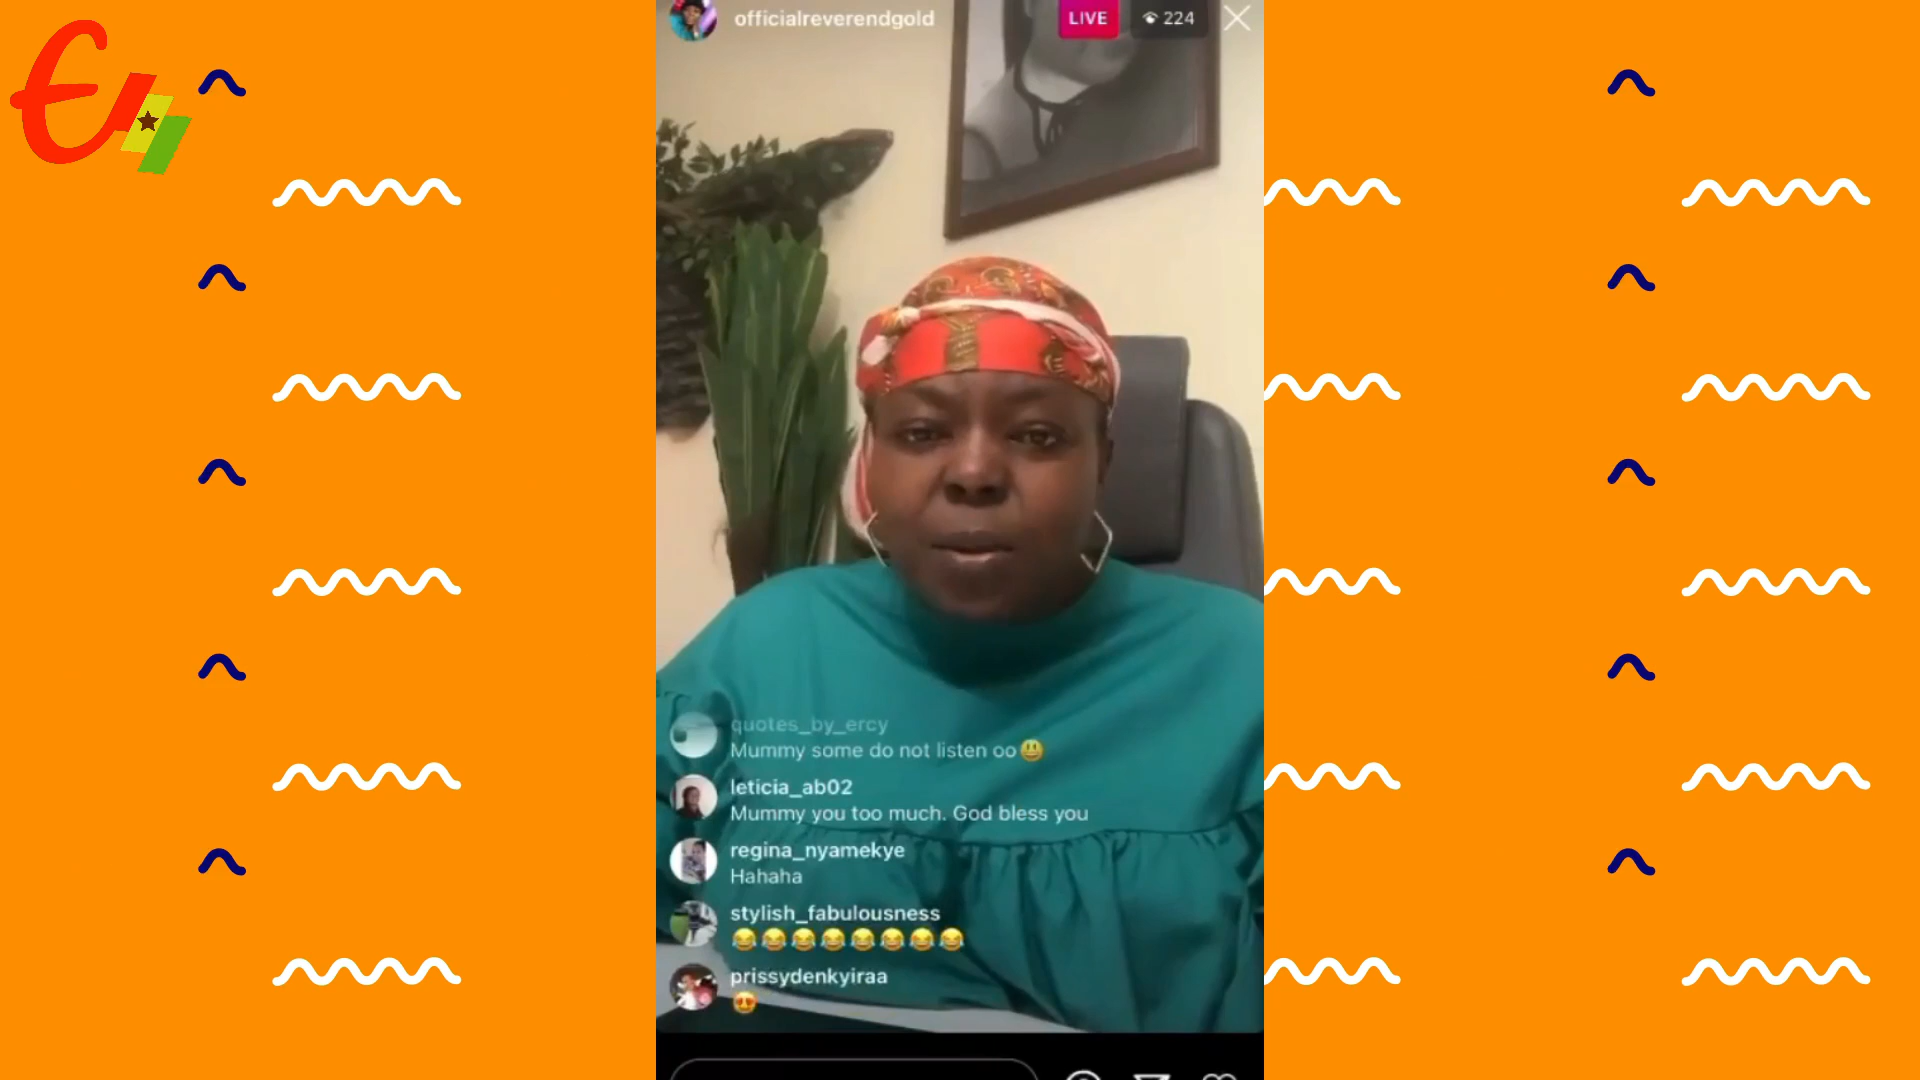 officialreverendgold
LIVE
224
quotes_by_ercy
Mummy some do not listen oo😃
leticia_ab02
Mummy you too much. God bless you
regina_nyamekye
Hahaha
stylish_fabulousness
😂😂😂😂😂😂😂😂
prissydenkyiraa
😍